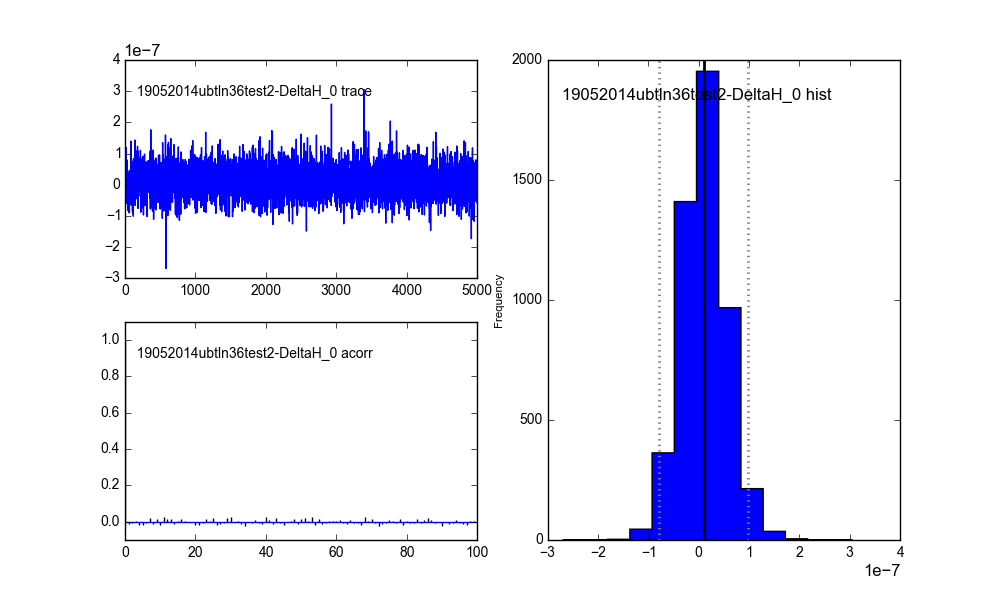 1e−7
4
3
2
1
0
−1
−2
−3
19052014ubtln36test2-DeltaH_0 trace
0 1000 2000 3000 4000 5000
1.0
0.8
0.6
0.4
0.2
0.0
19052014ubtln36test2-DeltaH_0 acorr
0 20 40 60 80 100
Frequency
2000
1500
1000
500
0
19052014ubtln36test2-DeltaH_0 hist
−3 −2 −1 0 1 2 3 4
1e−7